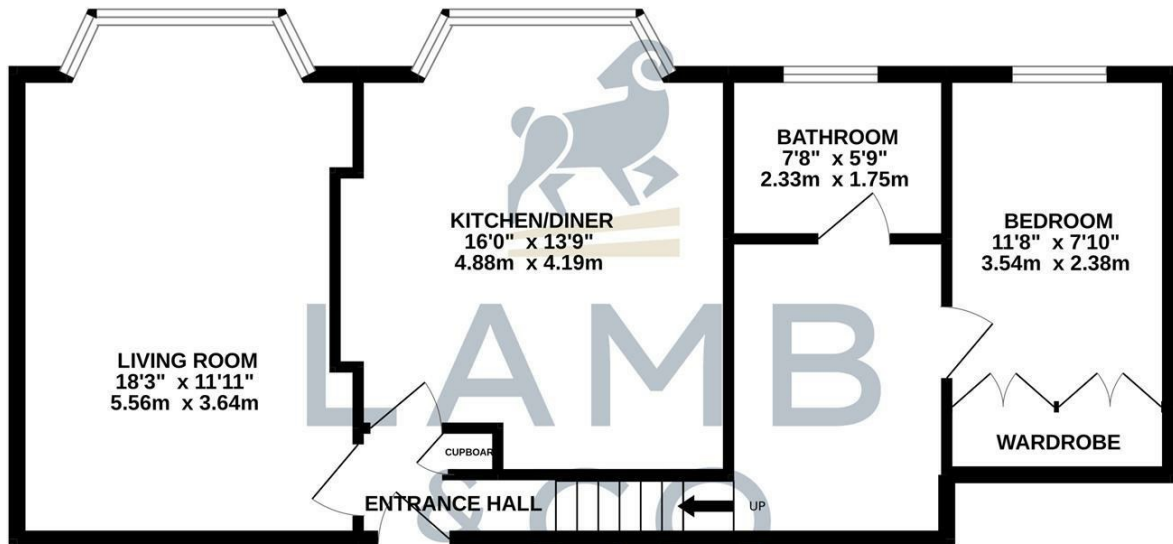 BATHROOM
7'8" x 5'9"
2.33m x 1.75m
KITCHEN/DINER
16'0" x 13'9"
4.88m x 4.19m
BEDROOM
11'8" x 7'10"
3.54m x 2.38m
LIVING ROOM
18'3" x 11'11"
5.56m x 3.64m
LAMB
& CO
CUPBOAR
WARDROBE
ENTRANCE HALL
UP